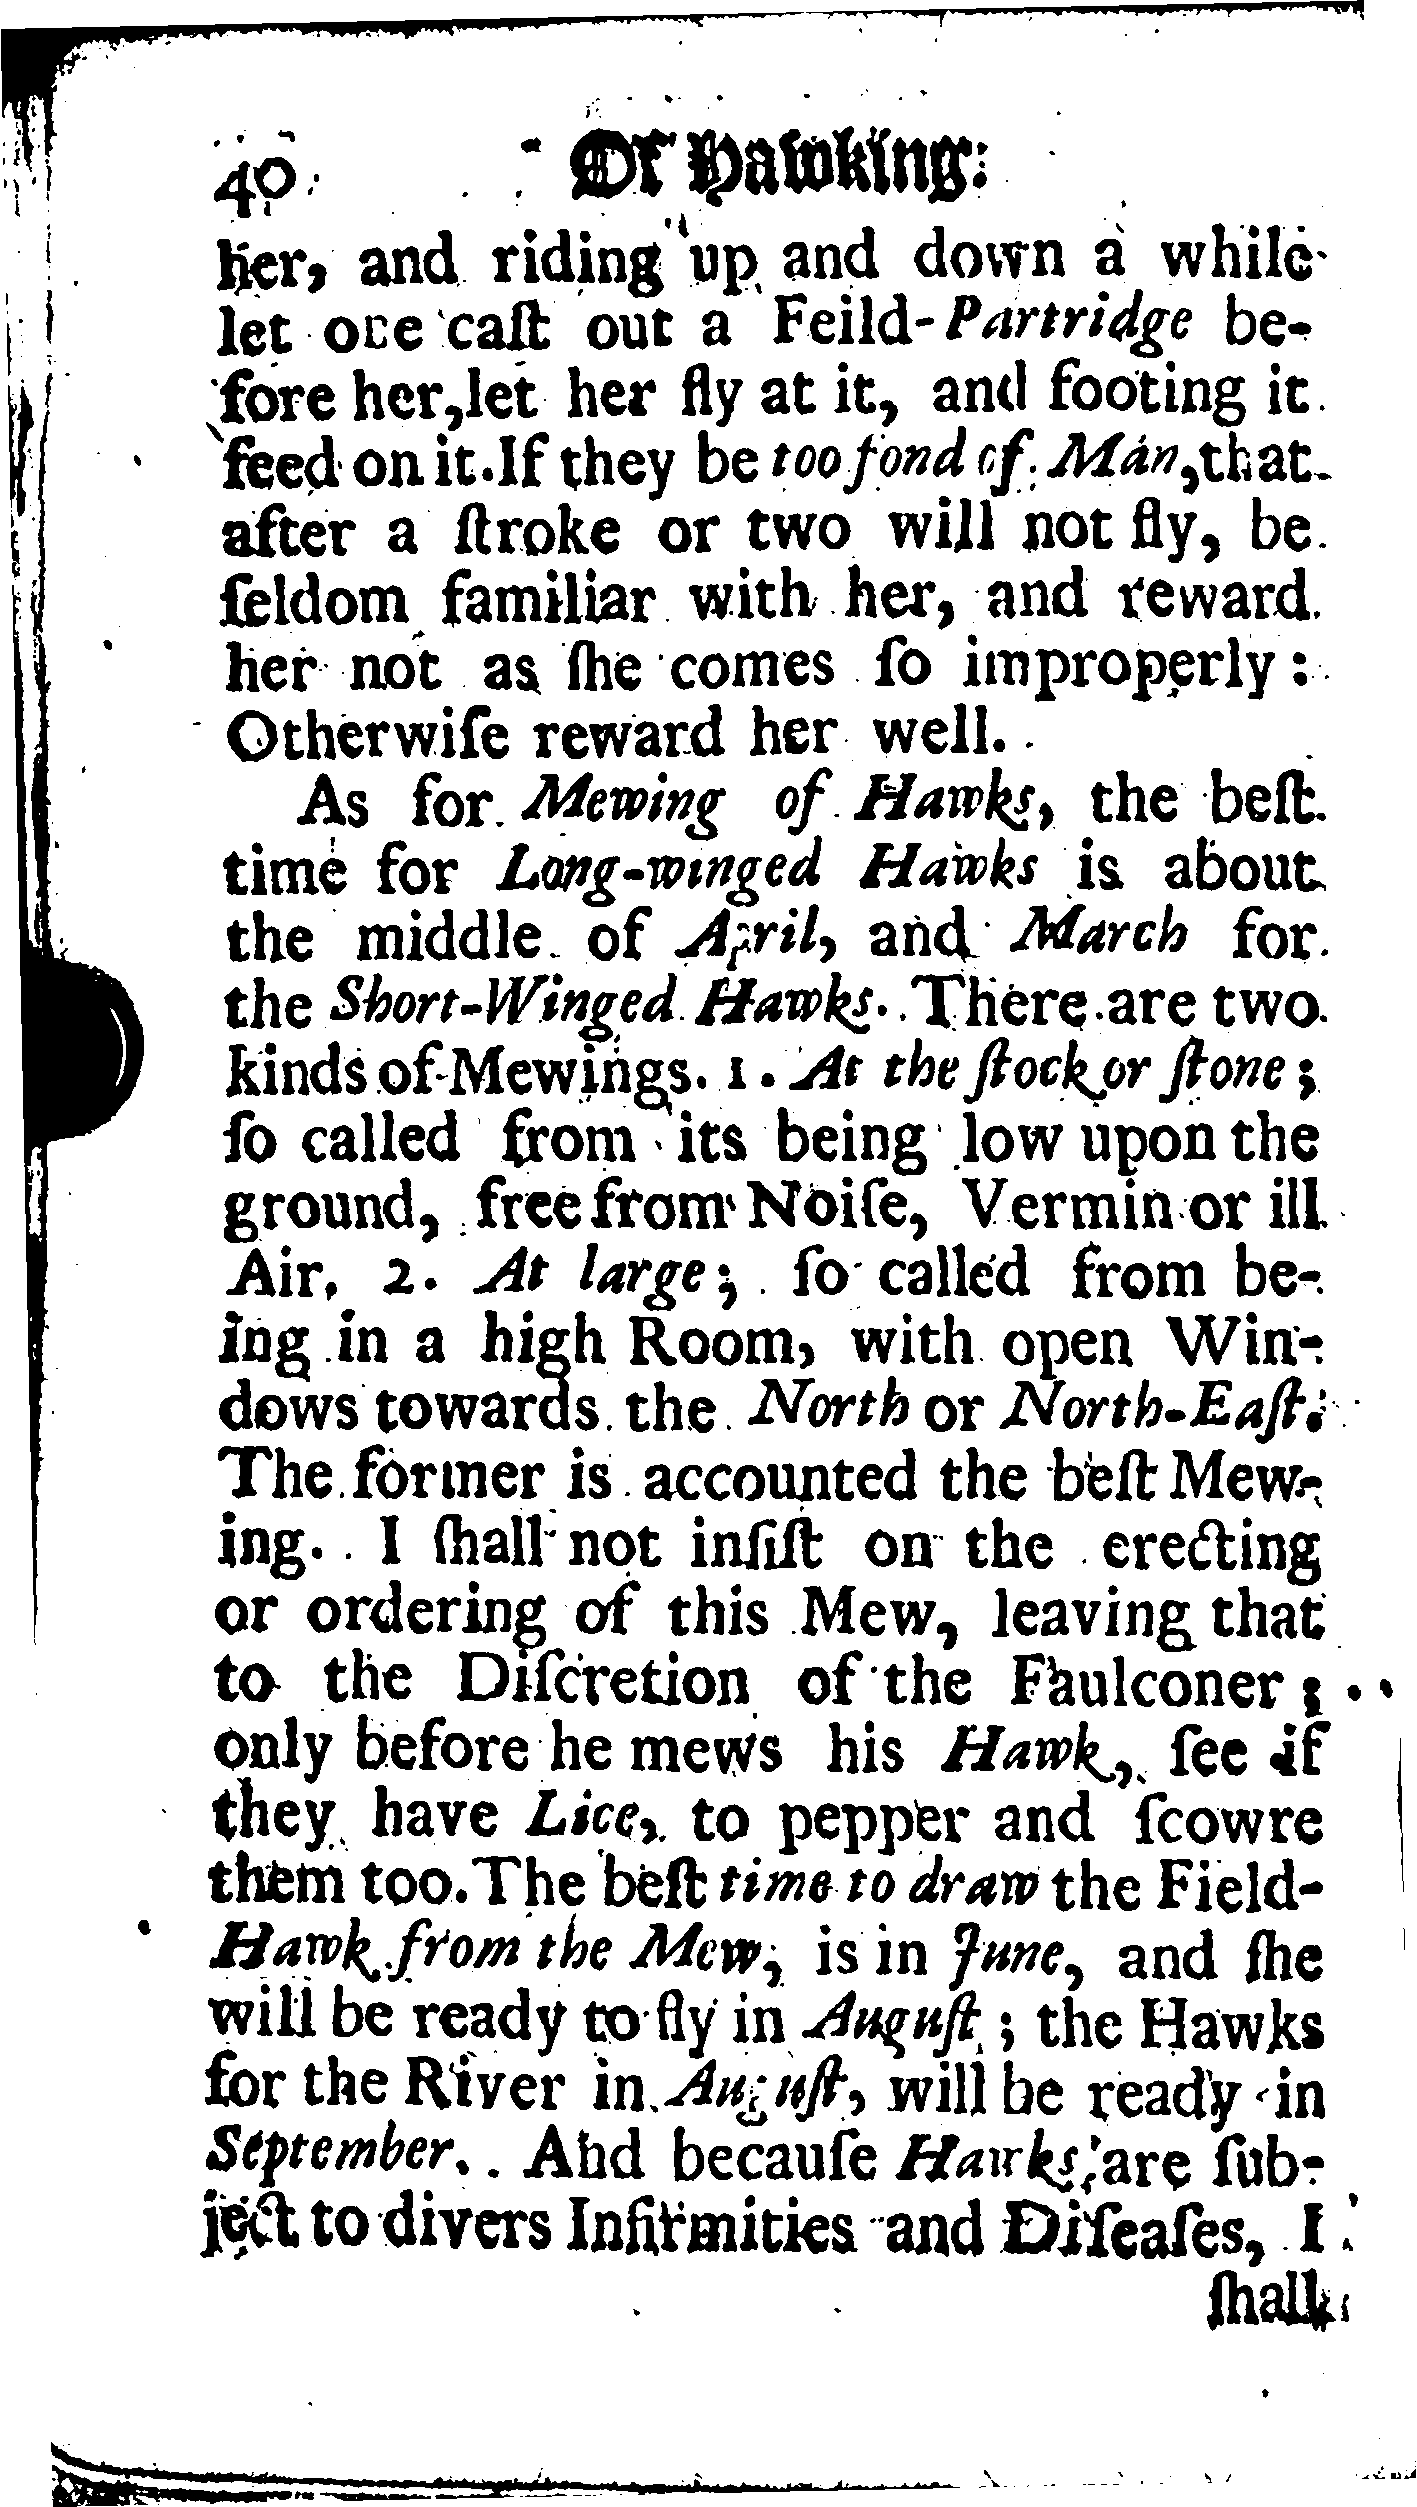 40 Of Hawking:
her, and riding up and down a while
let one caſt out a Feild-Partridge be-
fore her, let her fly at it, and footing it
feed on it. If they be too fond of Man, that
after a ſtroke or two will not fly, be
ſeldom familiar with her, and reward
her not as ſhe comes ſo improperly:
Otherwiſe reward her well.
As for Mewing of Hawks, the beſt
time for Long-winged Hawks is about
the middle of April, and March for
the Short-Winged Hawks. There are two
kinds of Mewings. 1. At the ſtock or ſtone;
ſo called from its being low upon the
ground, free from Noiſe, Vermin or ill
Air, 2. At large; ſo called from be-
ing in a high Room, with open Win-
dows towards the North or North-Eaſt:
The former is accounted the beſt Mew-
ing. I ſhall not inſiſt on the erecting
or ordering of this Mew, leaving that
to the Diſcretion of the Faulconer;
only before he mews his Hawk, ſee if
they have Lice, to pepper and ſcowre
them too. The beſt time to draw the Field-
Hawk from the Mew, is in June, and ſhe
will be ready to fly in Auguſt; the Hawks
for the River in Auguſt, will be ready in
September. And becauſe Hawks are ſub-
ject to divers Infirmities and Diſeaſes, I
ſhall